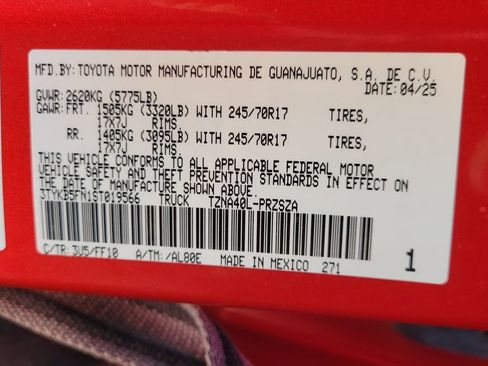 MFD.BY:TOYOTA MOTOR MANUFACTURING DE GUANAJUATO, S.A. DE C.V.
DATE:04/25
GVWR:2620KG (5775LB)
GAWR:FRT. 1505KG (3320LB) WITH 245/70R17 TIRES,
17X7J RIMS.
RR. 1405KG (3095LB) WITH 245/70R17 TIRES,
17X7J RIMS.
THIS VEHICLE CONFORMS TO ALL APPLICABLE FEDERAL MOTOR
VEHICLE SAFETY AND THEFT PREVENTION STANDARDS IN EFFECT ON
THE DATE OF MANUFACTURE SHOWN ABOVE.
3TYKB5FN1ST019566 TRUCK TZNA40L-PRZSZA
C/TR:3U5/FF10 A/TM:/AL80E MADE IN MEXICO 271
1